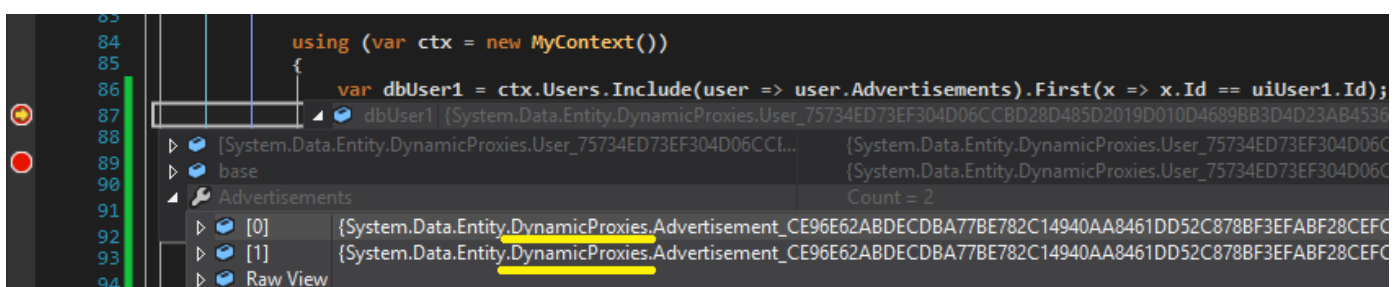 83
84 using (var ctx = new MyContext())
85 {
86 var dbUser1 = ctx.Users.Include(user => user.Advertisements).First(x => x.Id == uiUser1.Id);
87 dbUser1 {System.Data.Entity.DynamicProxies.User_75734ED73EF304D06CCBD28D485D2019D010D4689BB3D4D23AB4536
88 [System.Data.Entity.DynamicProxies.User_75734ED73EF304D06CCE... {System.Data.Entity.DynamicProxies.User_75734ED73EF304D06C
89 base {System.Data.Entity.DynamicProxies.User_75734ED73EF304D06C
90 Advertisements Count = 2
91
92 [0] {System.Data.Entity.DynamicProxies.Advertisement_CE96E62ABDECDBA77BE782C14940AA8461DD52C878BF3EFABF28CEFC
93 [1] {System.Data.Entity.DynamicProxies.Advertisement_CE96E62ABDECDBA77BE782C14940AA8461DD52C878BF3EFABF28CEFC
94 Raw View